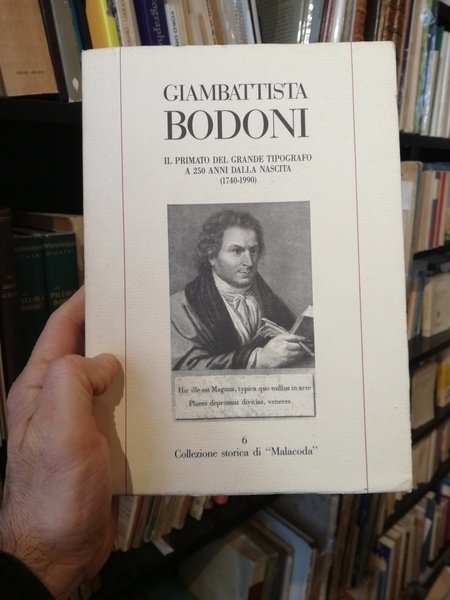 GIAMBATTISTA
BODONI
IL PRIMATO DEL GRANDE TIPOGRAFO
A 250 ANNI DALLA NASCITA
(1740-1990)
Hic ille est Magnus, typica quo nullus in arte
Plures depromsit divitias, veneres.
6
Collezione storica di “Malacoda”